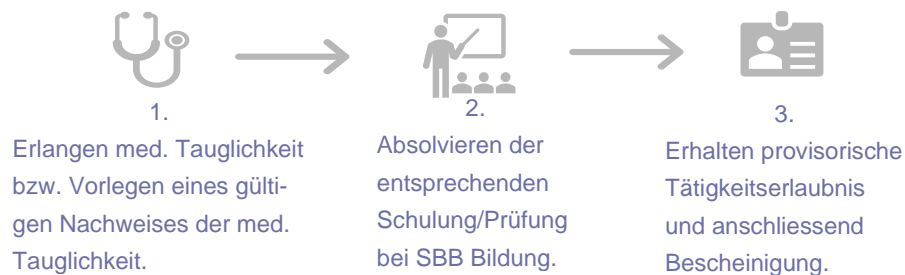 1.
Erlangen med. Tauglichkeit
bzw. Vorlegen eines gülti-
gen Nachweises der med.
Tauglichkeit.
2.
Absolvieren der
entsprechenden
Schulung/Prüfung
bei SBB Bildung.
3.
Erhalten provisorische
Tätigkeitserlaubnis
und anschliessend
Bescheinigung.